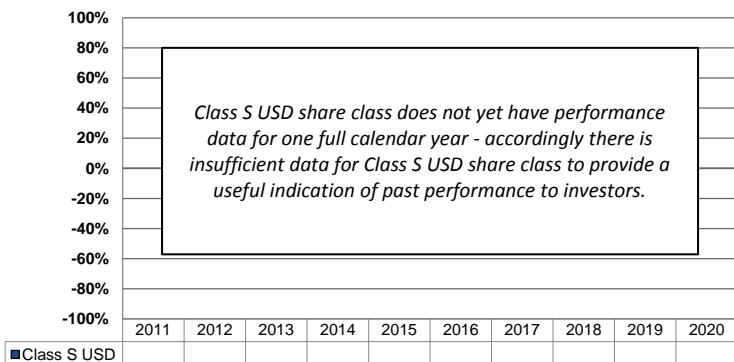 100%
80%
60%
40%
20%
0%
-20%
-40%
-60%
-80%
-100%
Class S USD share class does not yet have performance
data for one full calendar year - accordingly there is
insufficient data for Class S USD share class to provide a
useful indication of past performance to investors.
2011 2012 2013 2014 2015 2016 2017 2018 2019 2020
Class S USD